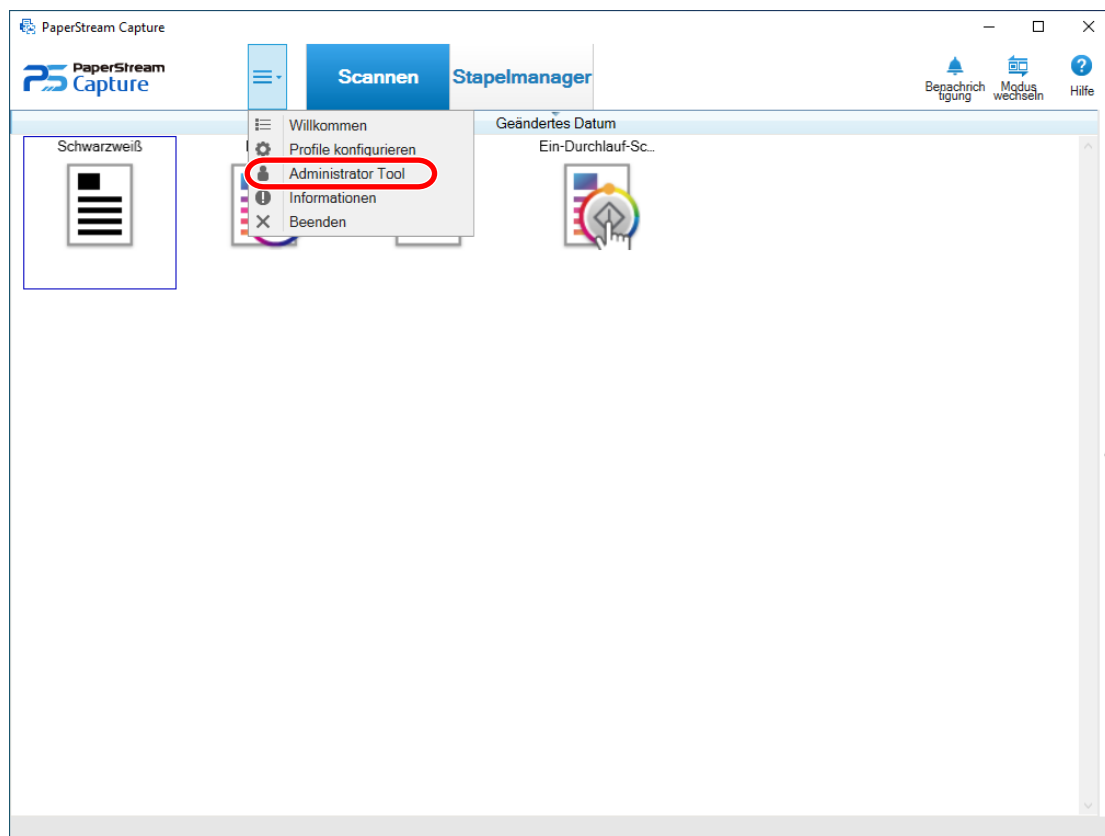 PaperStream Capture
PaperStream
Capture
Scannen
Stapelmanager
Benachrich
tigung
Modus
wechseln
Hilfe
Geändertes Datum
Willkommen
Profile konfigurieren
Administrator Tool
Informationen
Beenden
Schwarzweiß
Ein-Durchlauf-Sc...